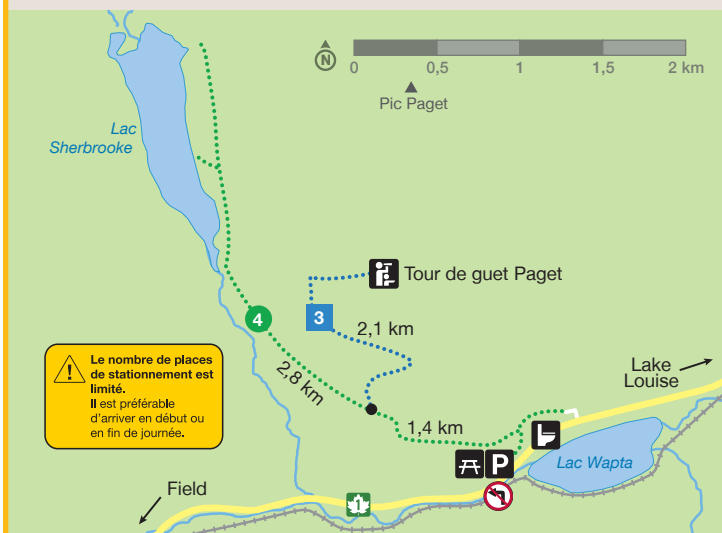 N
0 0,5 1 1,5 2 km
Pic Paget
Lac
Sherbrooke
Tour de guet Paget
4
3
2,1 km
2,8 km
Le nombre de places
de stationnement est
limité.
Il est préférable
d'arriver en début ou
en fin de journée.
Lake
Louise
1,4 km
P
Lac Wapta
Field
1